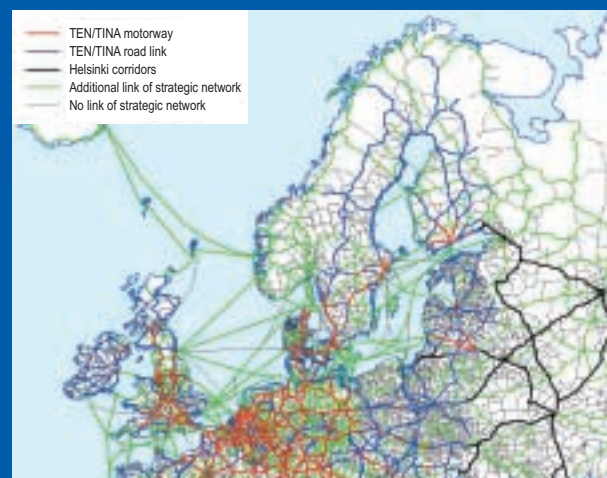 TEN/TINA motorway
TEN/TINA road link
Helsinki corridors
Additional link of strategic network
No link of strategic network